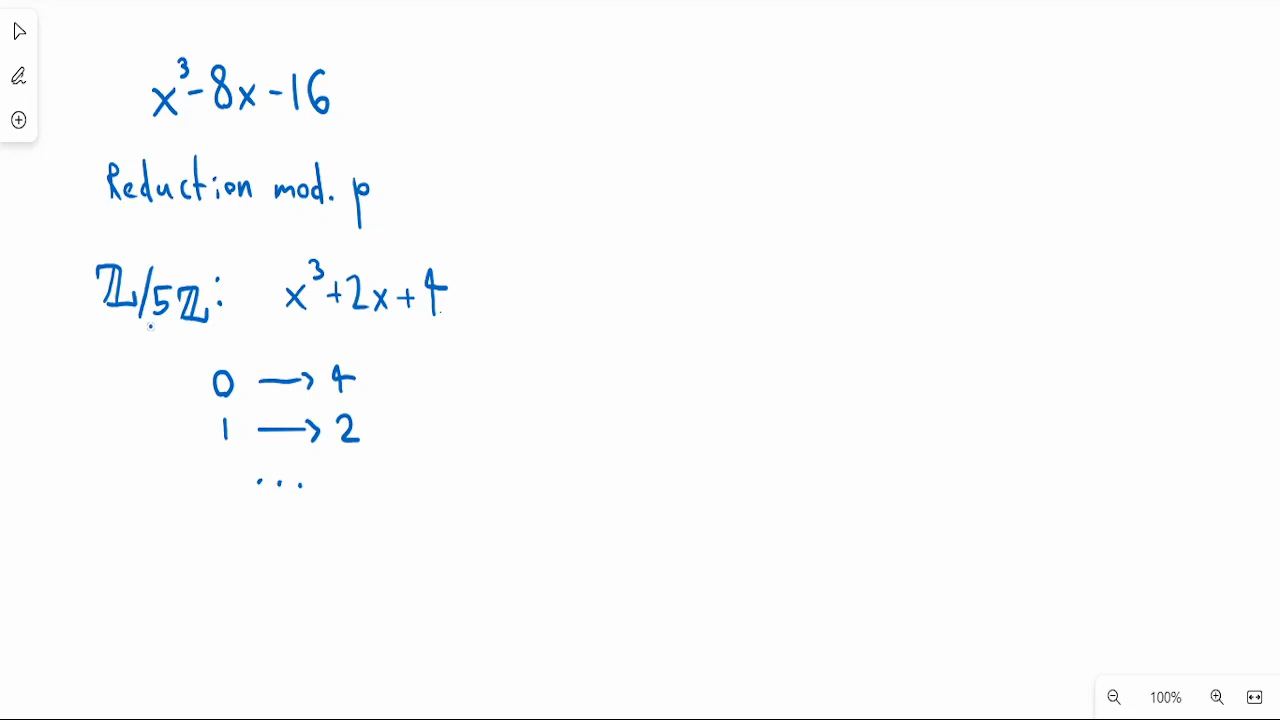 x³-8x-16
Reduction mod. p
ℤ/5ℤ: x³+2x+4
0 → 4
1 → 2
...
100%